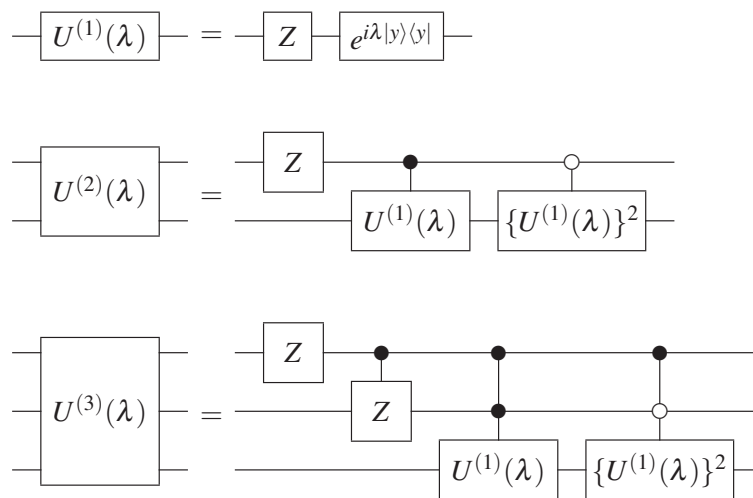 U^{(1)}(λ) = Z e^{iλ|y⟩⟨y|}
Z
U^{(2)}(λ) =
U^{(1)}(λ) {U^{(1)}(λ)}^2
Z
U^{(3)}(λ) = Z
U^{(1)}(λ) {U^{(1)}(λ)}^2